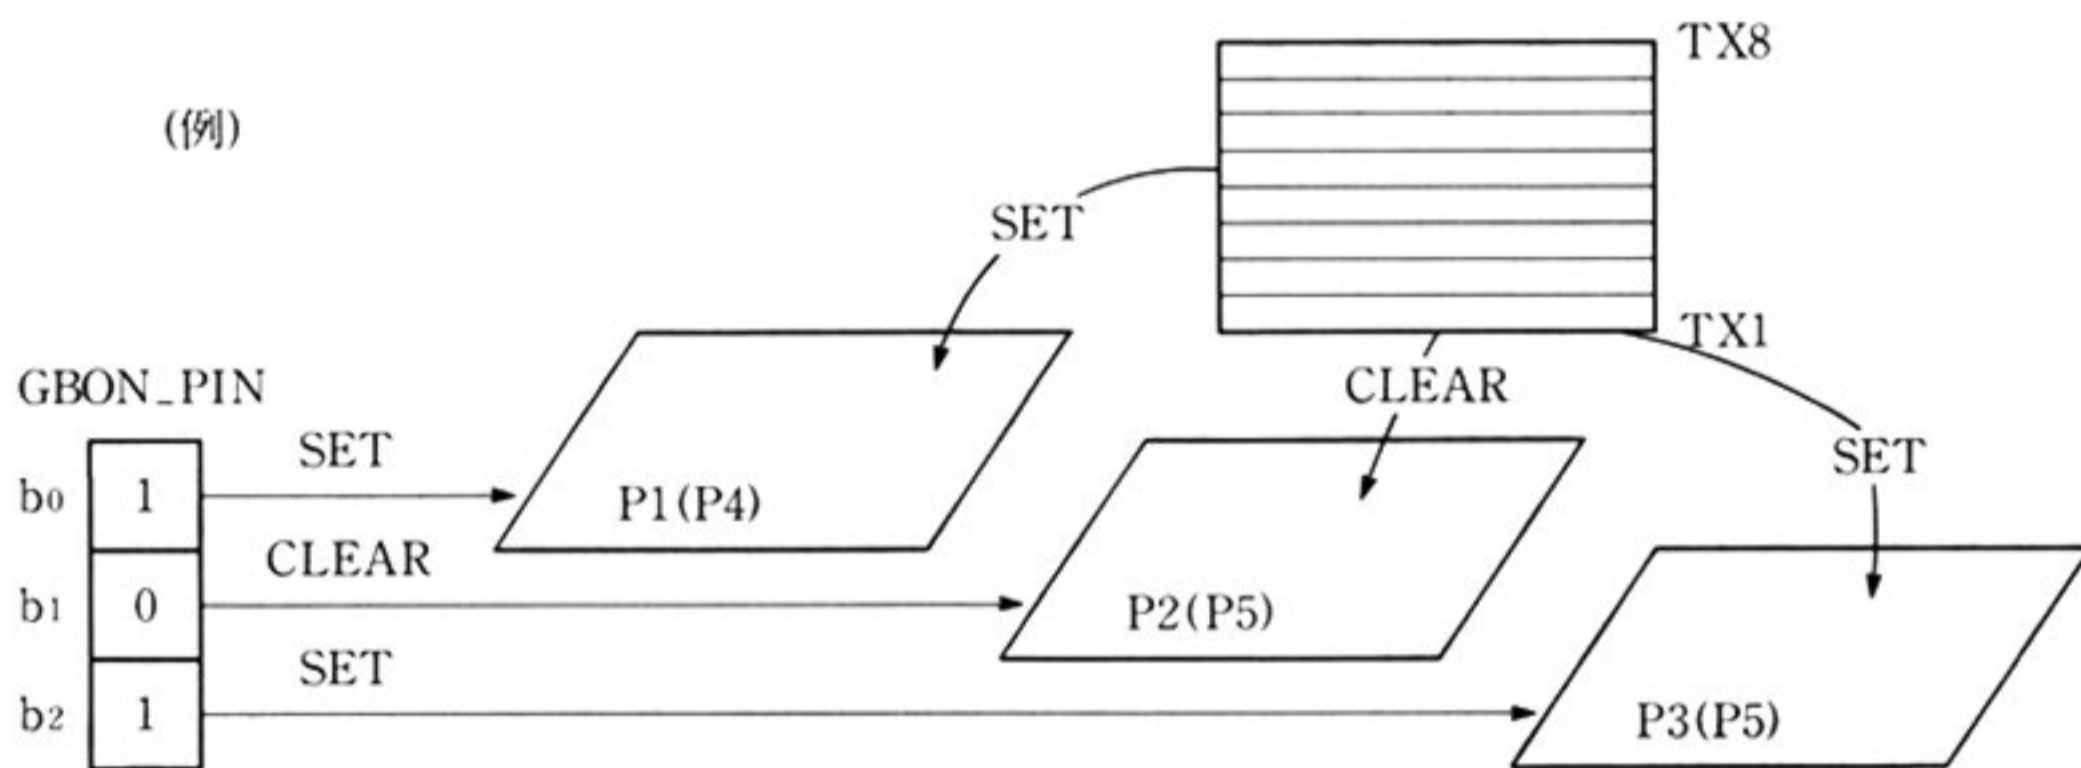 TX8
(例)
SET
TX1
GBON_PIN
CLEAR
SET
SET
b0 1
P1(P4)
CLEAR
b1 0
P2(P5)
SET
b2 1
P3(P5)